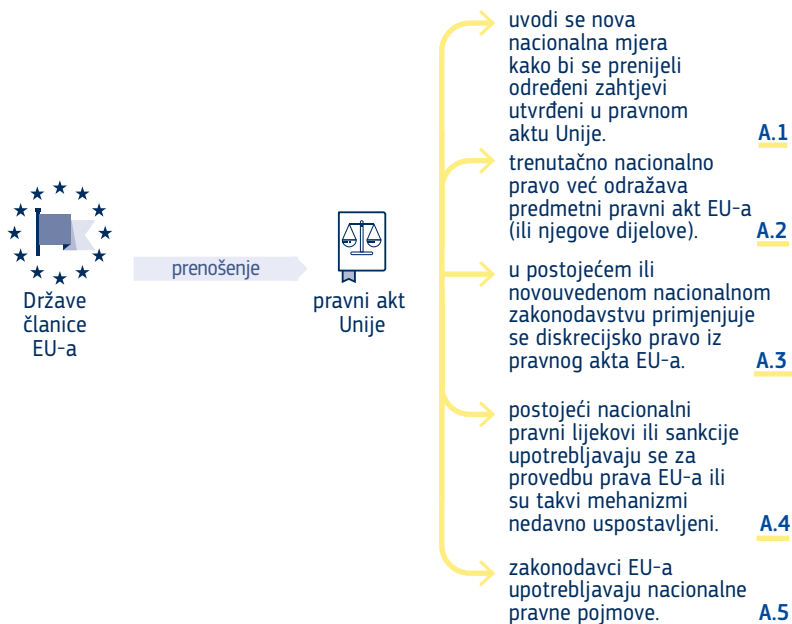 Države
članice
EU-a
prenošenje
pravni akt
Unije
uvodi se nova
nacionalna mjera
kako bi se prenijeli
određeni zahtjevi
utvrđeni u pravnom
aktu Unije. A.1
trenutačno nacionalno
pravo već odražava
predmetni pravni akt EU-a
(ili njegove dijelove). A.2
u postojećem ili
novouvedenom nacionalnom
zakonodavstvu primjenjuje
se diskrecijsko pravo iz
pravnog akta EU-a. A.3
postojeći nacionalni
pravni lijekovi ili sankcije
upotrebljavaju se za
provedbu prava EU-a ili
su takvi mehanizmi
nedavno uspostavljeni. A.4
zakonodavci EU-a
upotrebljavaju nacionalne
pravne pojmove. A.5